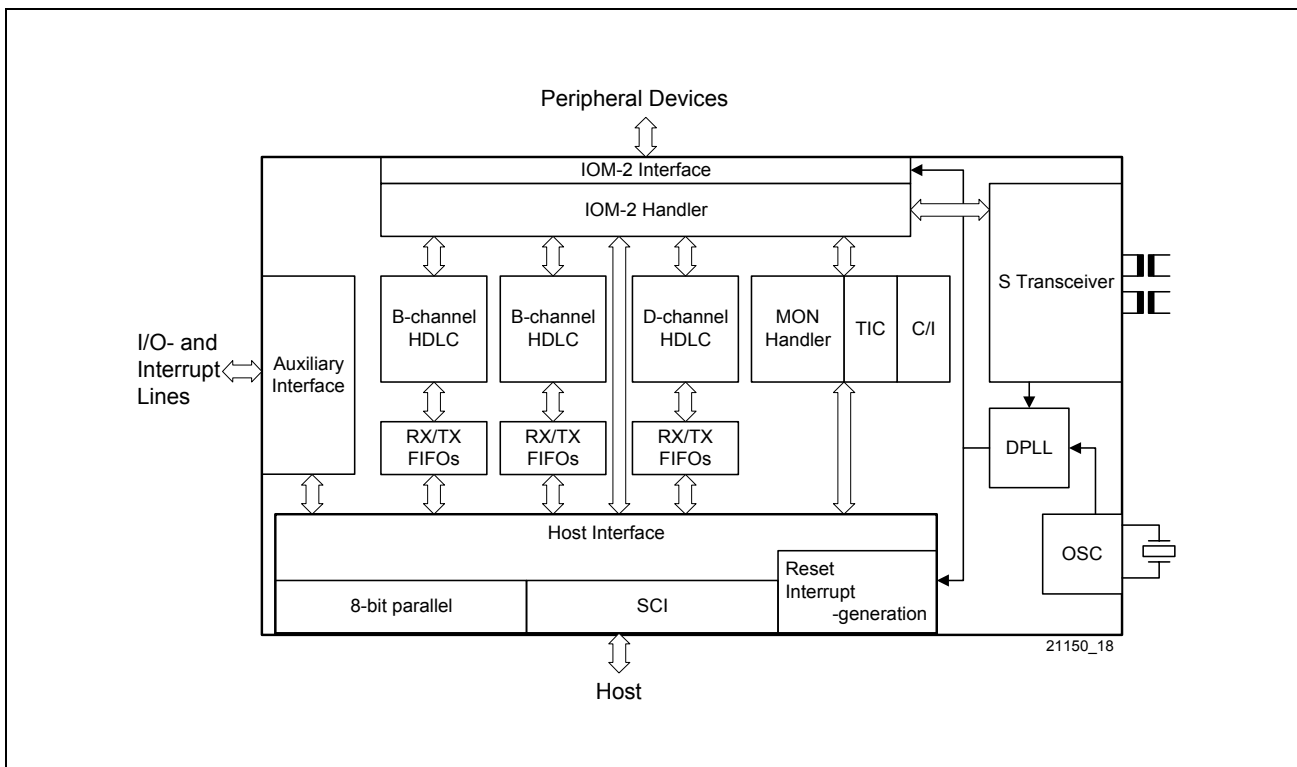 Peripheral Devices
IOM-2 Interface
IOM-2 Handler
S Transceiver
I/O- and
Interrupt
Lines
Auxiliary
Interface
B-channel
HDLC
B-channel
HDLC
D-channel
HDLC
MON
Handler
TIC
C/I
RX/TX
FIFOs
RX/TX
FIFOs
RX/TX
FIFOs
DPLL
Host Interface
OSC
8-bit parallel
SCI
Reset
Interrupt
-generation
21150_18
Host